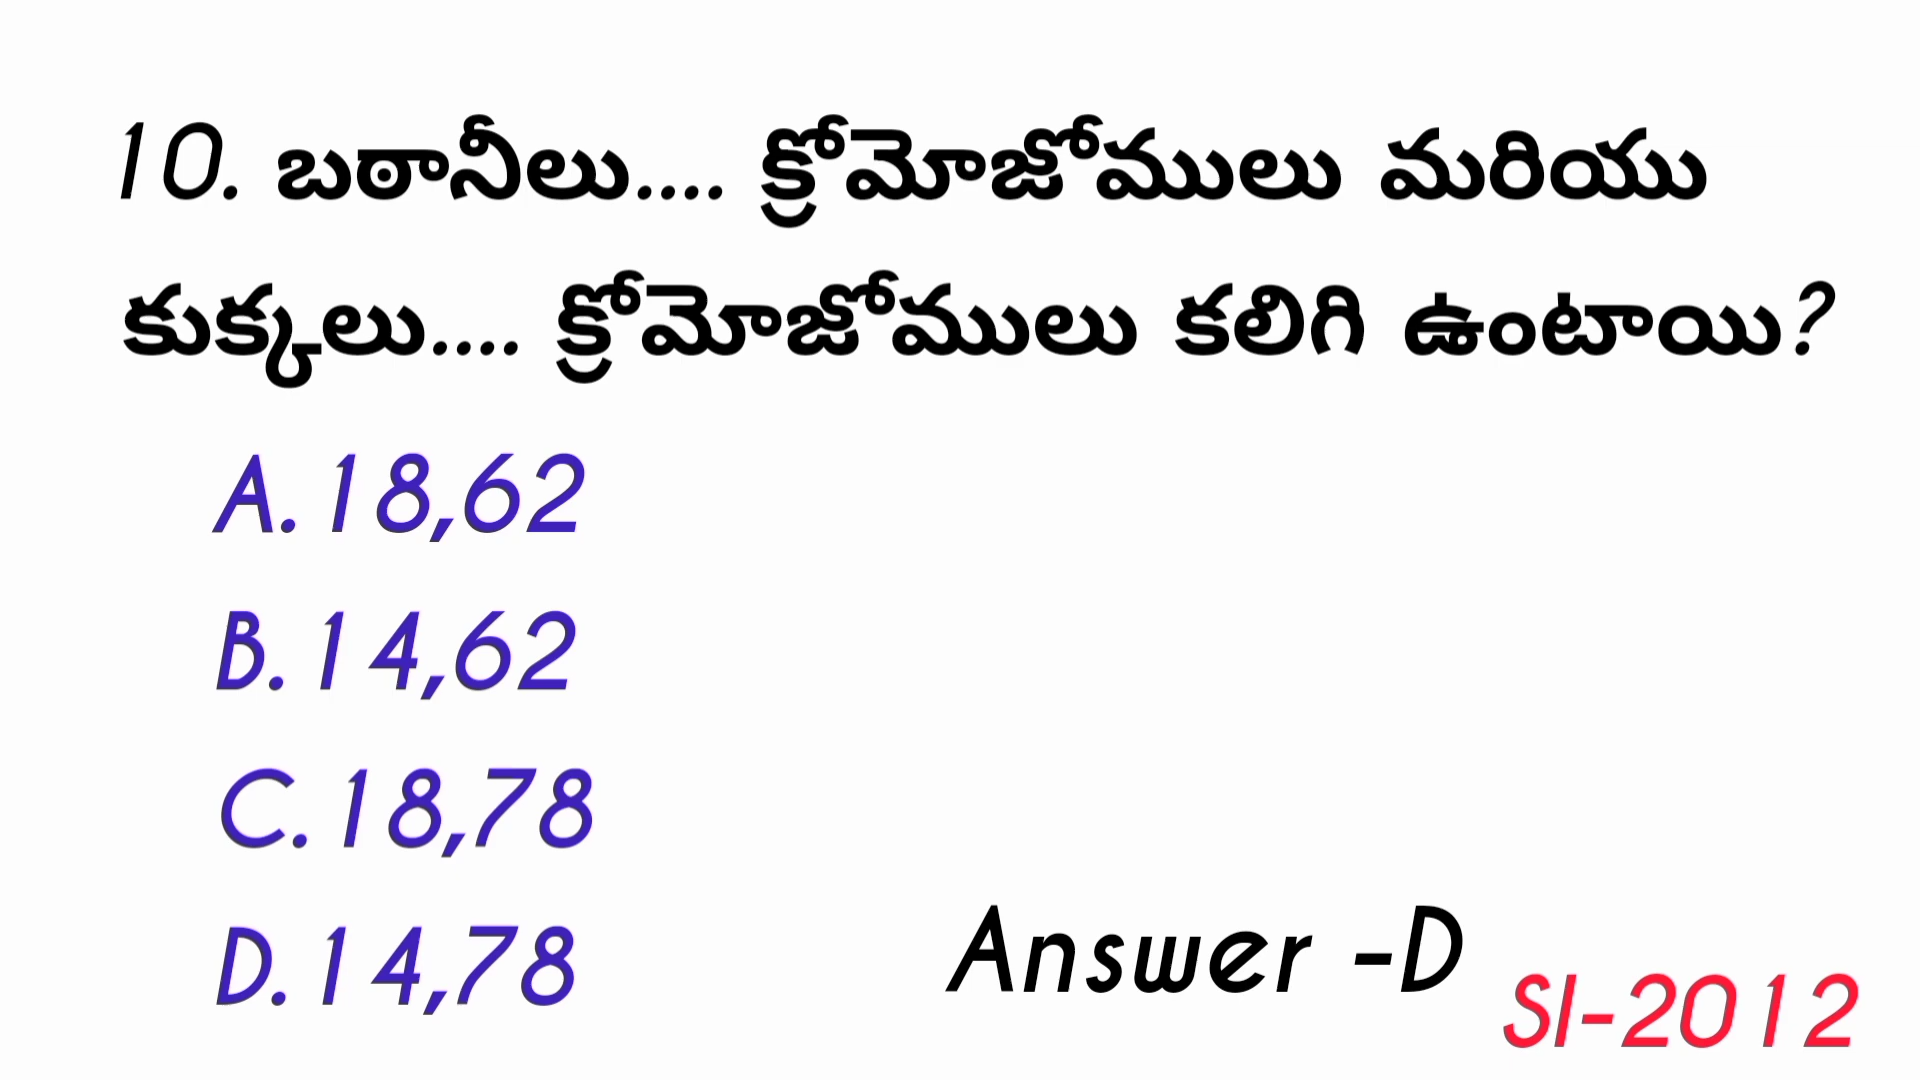 10. బఠానీలు.... క్రోమోజోములు మరియు
కుక్కలు.... క్రోమోజోములు కలిగి ఉంటాయి?
A.18,62
B.14,62
C.18,78
D.14,78
Answer -D
SI-2012